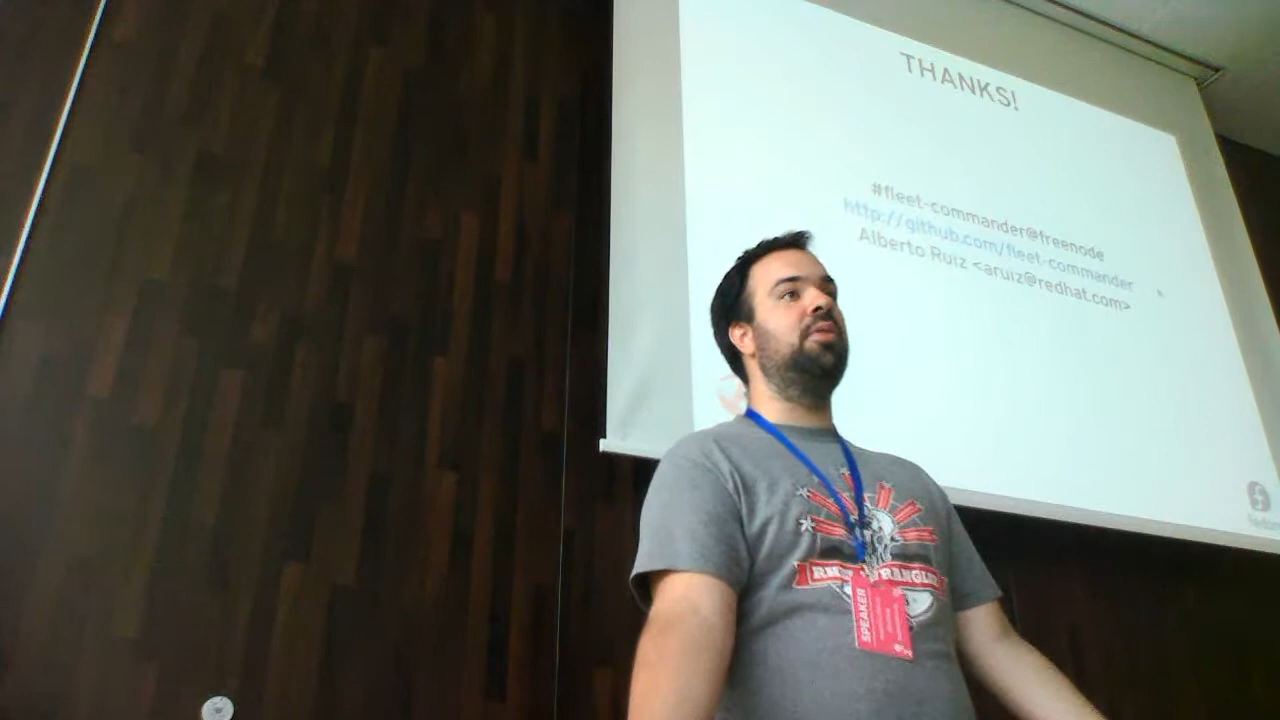 THANKS!
#fleet-commander@freenode
http://github.com/fleet-commander
Alberto Ruiz <aruiz@redhat.com>
SPEAKER